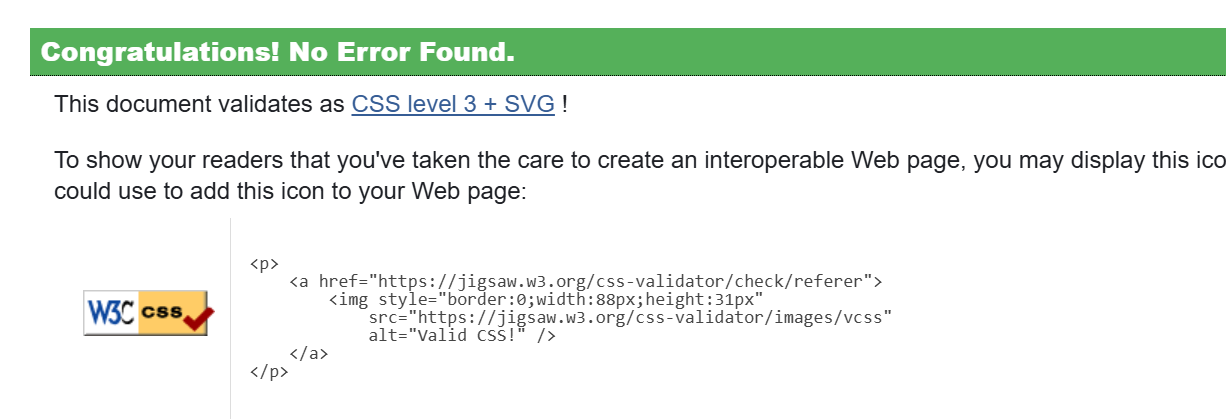 Congratulations! No Error Found.
This document validates as CSS level 3 + SVG !
To show your readers that you've taken the care to create an interoperable Web page, you may display this
could use to add this icon to your Web page:
<p>
<a href="https://jigsaw.w3.org/css-validator/check/referer">
<img style="border:0;width:88px;height:31px"
src="https://jigsaw.w3.org/css-validator/images/vcss"
alt="Valid CSS!" />
</a>
</p>
W3C css